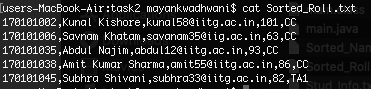 [users-MacBook-Air:task2 mayankwadhwani$ cat Sorted_Roll.txt
170101002,Kunal Kishore,kunal58@iitg.ac.in,101,CC
170101006,Savnam Khatam,savanam35@iitg.ac.in,63,CC
170101035,Abdul Najim,abdul12@iitg.ac.in,93,CC
170101038,Amit Kumar Sharma,amit55@iitg.ac.in,86,CC
170101045,Subhra Shivani,subhra33@iitg.ac.in,82,TA1
main.java